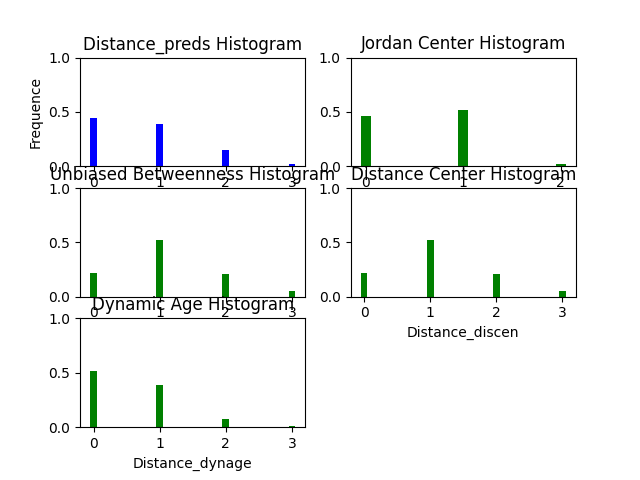 Distance_preds Histogram
Frequence
1.0
0.5
0.0
0 1 2 3
Jordan Center Histogram
1.0
0.5
0.0
0 1 2
Unbiased Betweenness Histogram
1.0
0.5
0.0
0 1 2 3
Distance Center Histogram
1.0
0.5
0.0
0 1 2 3
Distance_discen
Dynamic Age Histogram
1.0
0.5
0.0
0 1 2 3
Distance_dynage